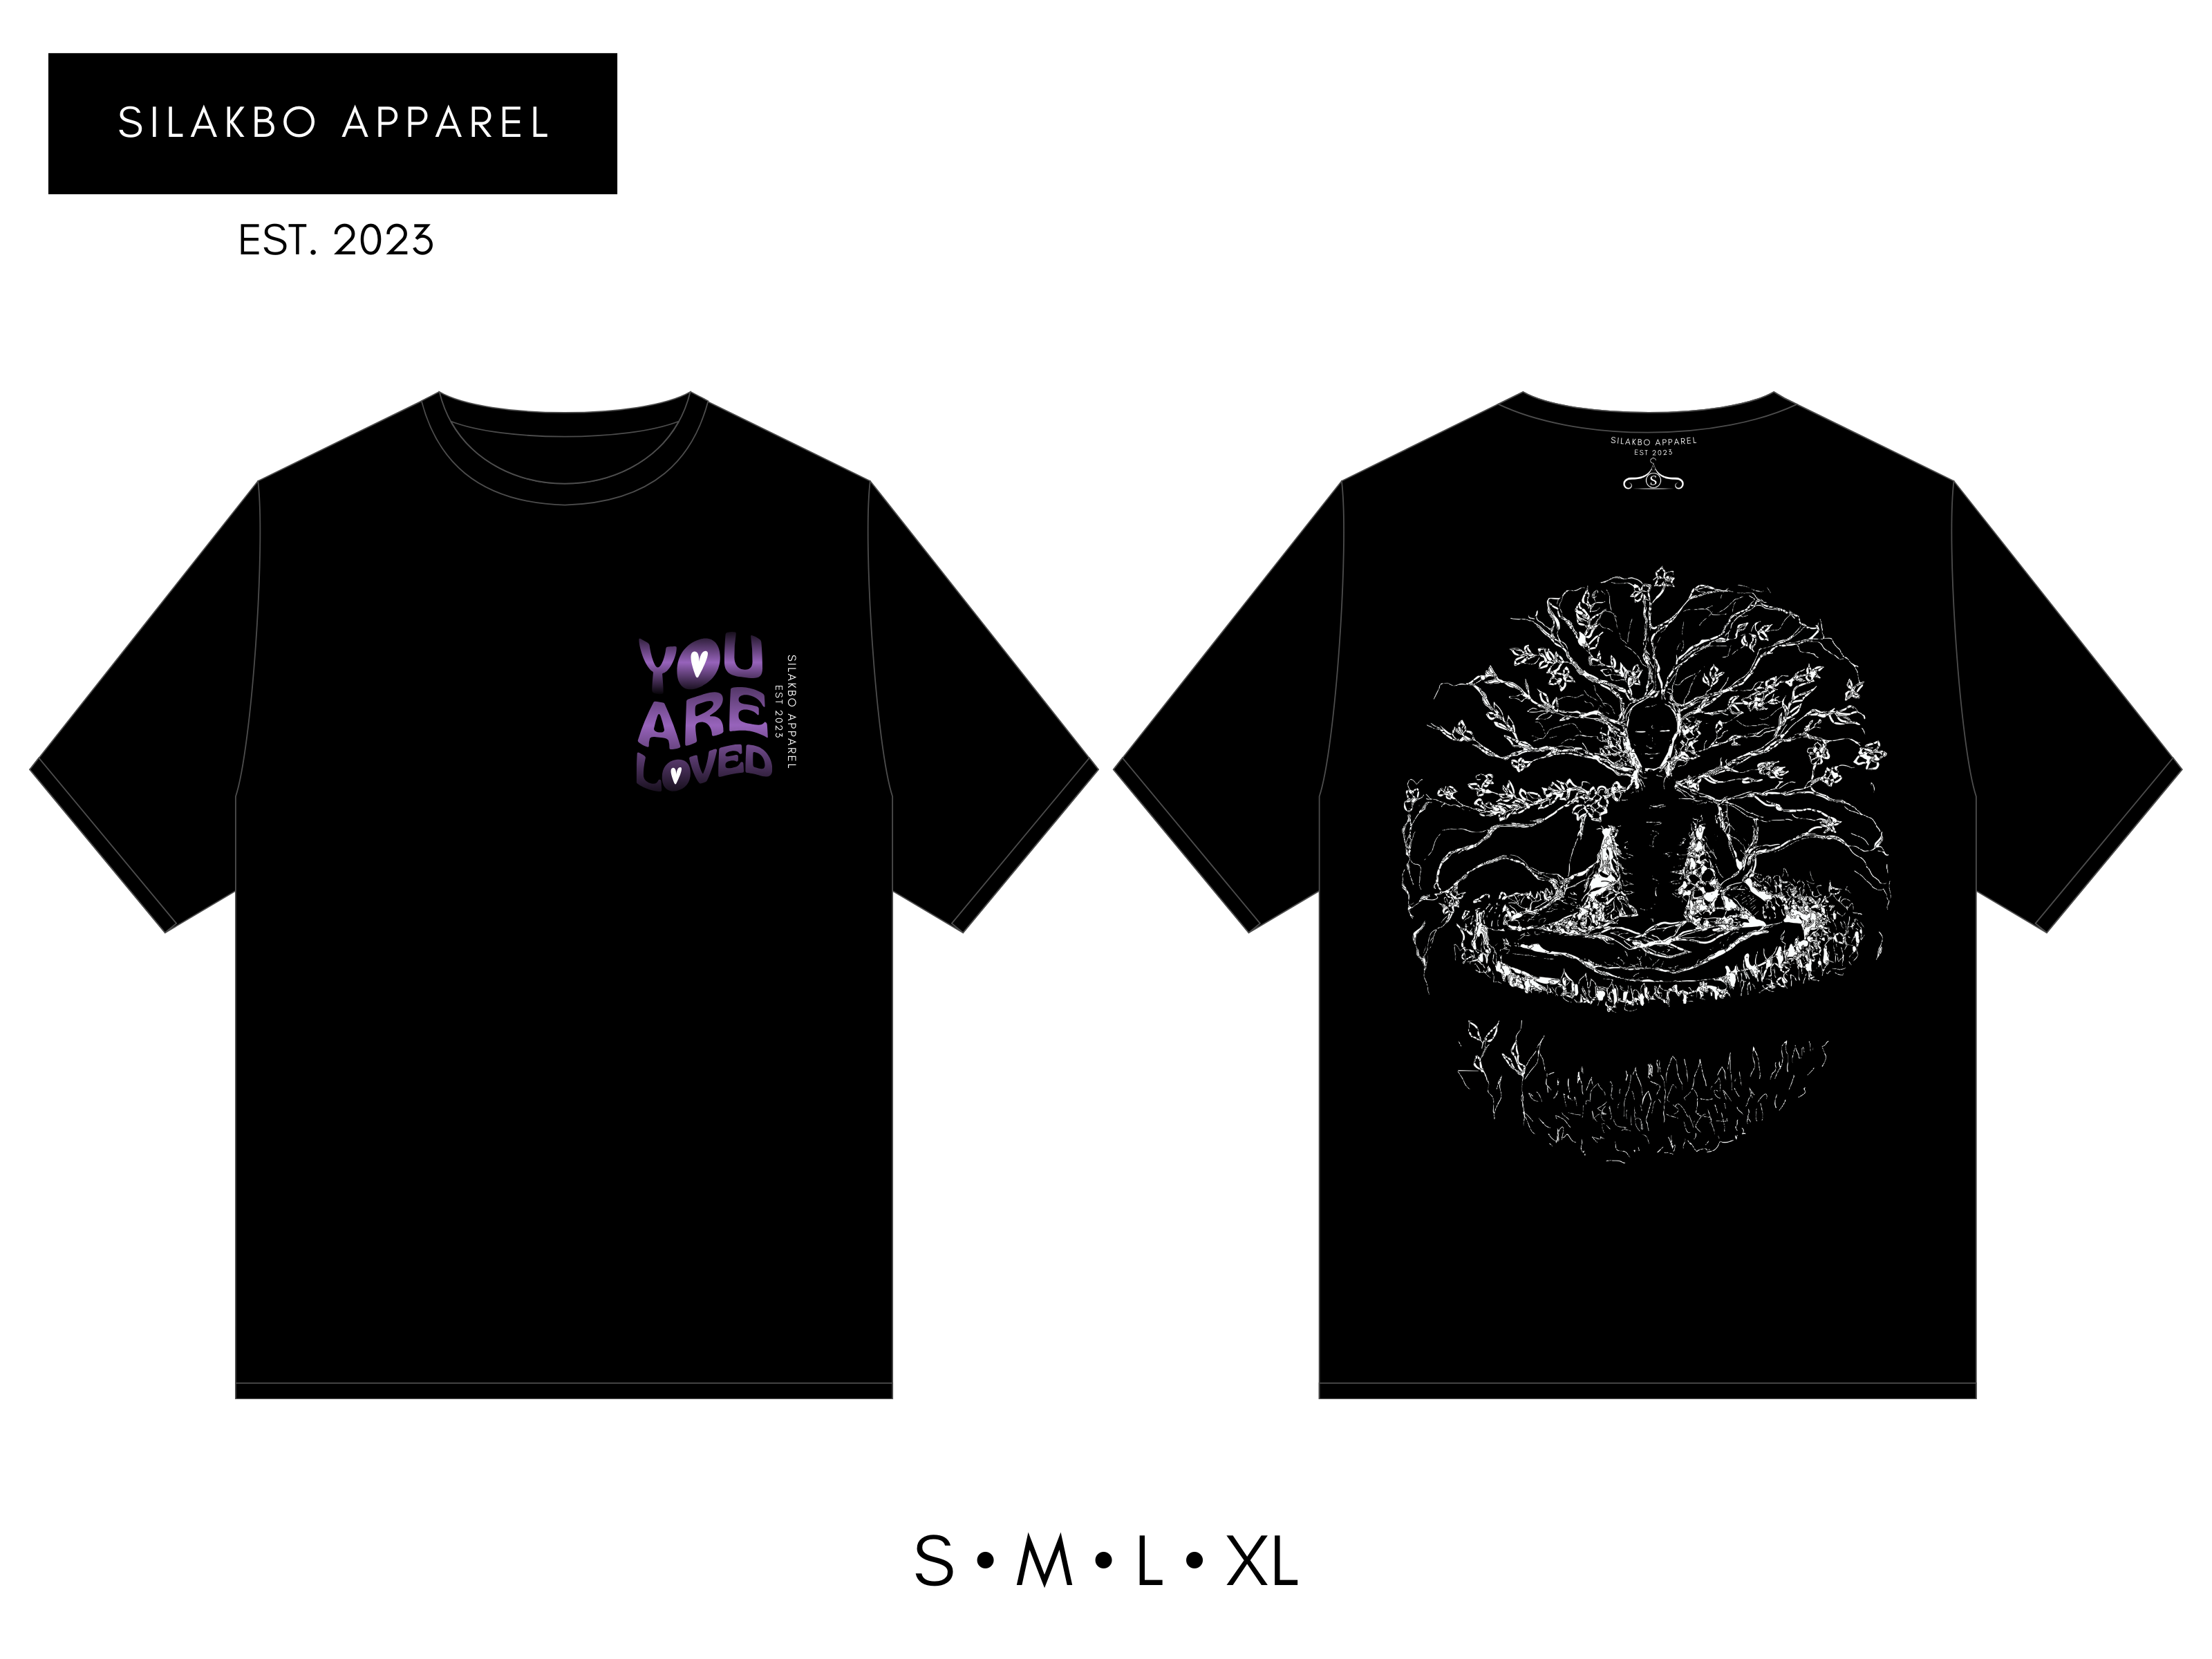 SILAKBO APPAREL
EST. 2023
YOU
ARE
LOVED
SILAKBO APPAREL
EST 2023
SILAKBO APPAREL
EST 2023
S
S • M • L • XL